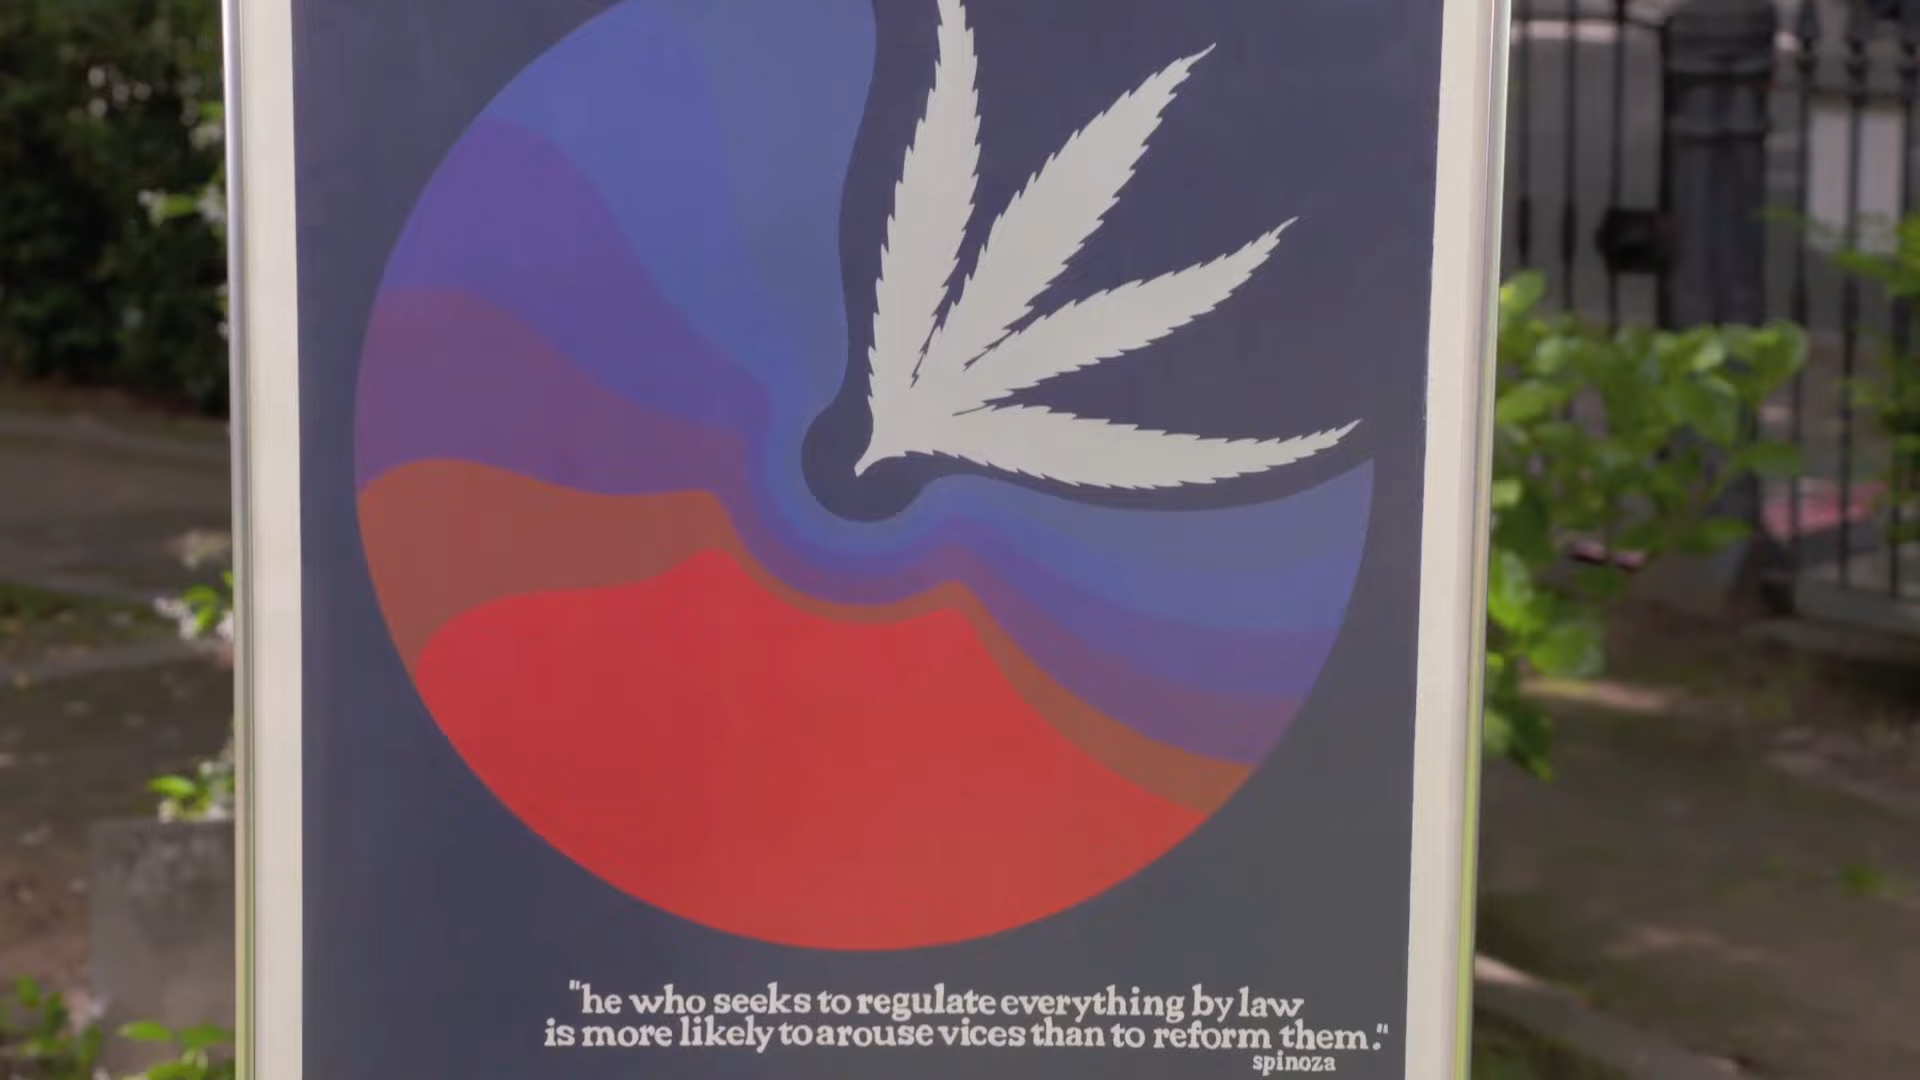 "he who seeks to regulate everything by law
is more likely to arouse vices than to reform them."
spinoza